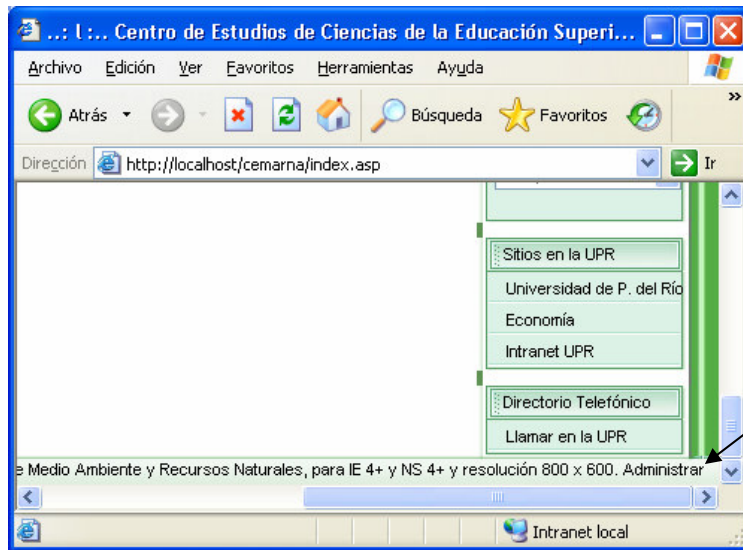 ..: l :.. Centro de Estudios de Ciencias de la Educación Superi...
Archivo Edición Ver Favoritos Herramientas Ayuda
Atrás Búsqueda Favoritos »
Dirección http://localhost/cemarna/index.asp Ir
Sitios en la UPR
Universidad de P. del Río
Economía
Intranet UPR
Directorio Telefónico
Llamar en la UPR
e Medio Ambiente y Recursos Naturales, para IE 4+ y NS 4+ y resolución 800 x 600. Administrar
Intranet local